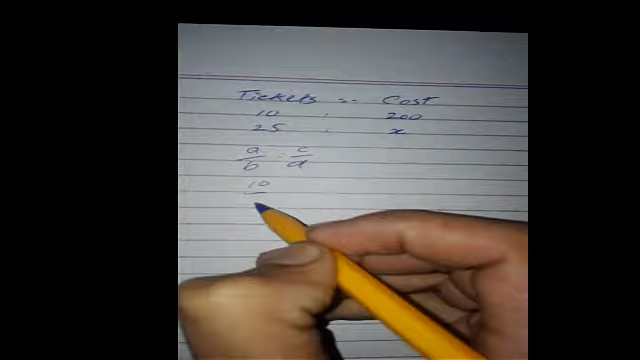 Tickets :- Cost
10 : 200
25 : x
a/b = c/d
10